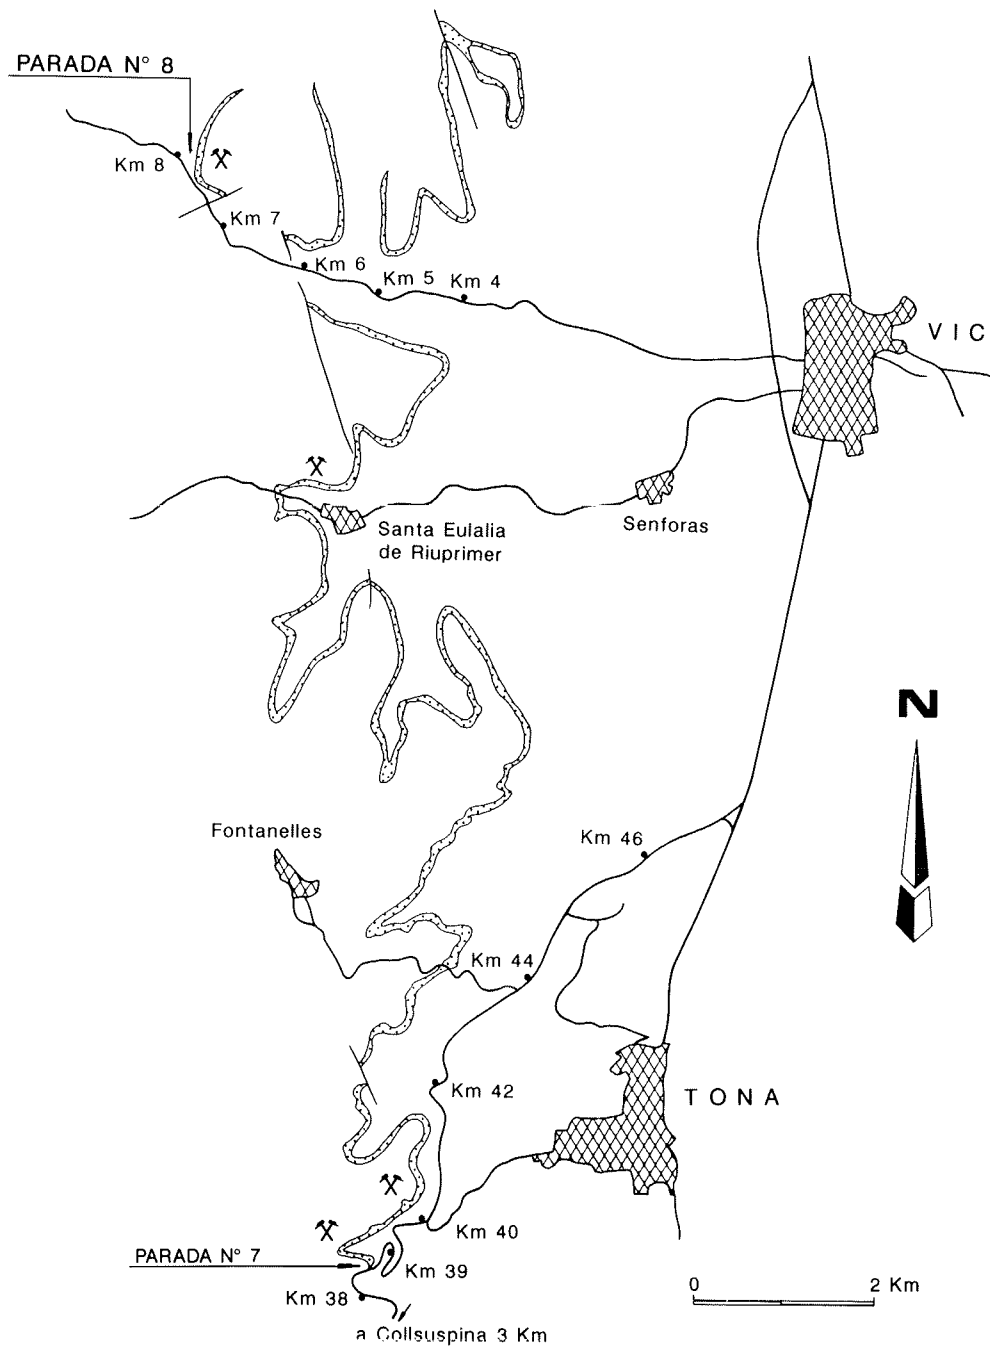 PARADA N° 8
Km 8
Km 7
Km 6
Km 5
Km 4
VIC
Santa Eulalia
de Riuprimer
Senforas
N
Fontanelles
Km 46
Km 44
Km 42
TONA
Km 40
PARADA N° 7
Km 39
Km 38
0 2 Km
a Collsuspina 3 Km